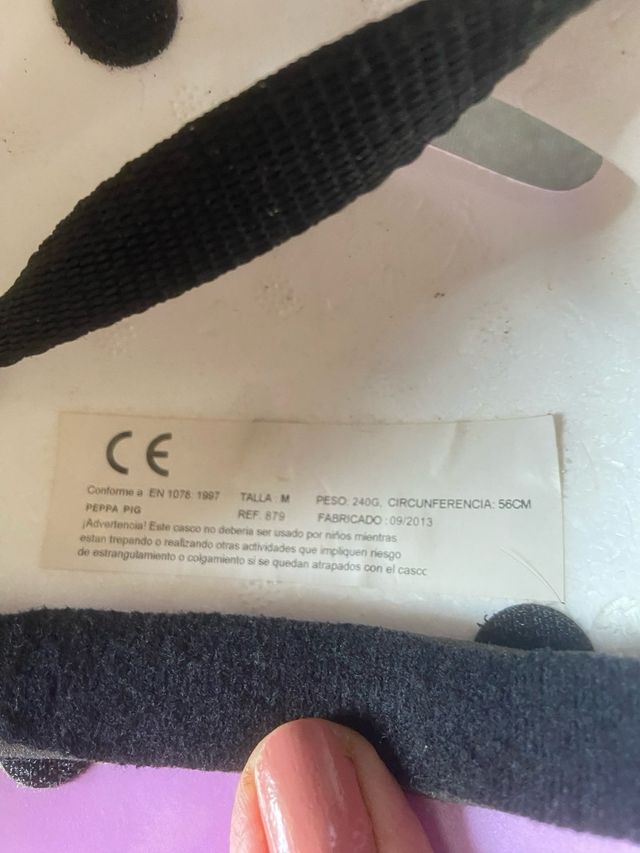 CE
Conforme a EN 1078. 1997 TALLA : M PESO: 240G, CIRCUNFERENCIA: 56CM
PEPPA PIG REF. 879 FABRICADO : 09/2013
¡Advertencia! Este casco no deberia ser usado por niños mientras
estan trepando o realizando otras actividades que impliquen riesgo
de estrangulamiento o colgamiento si se quedan atrapados con el casco